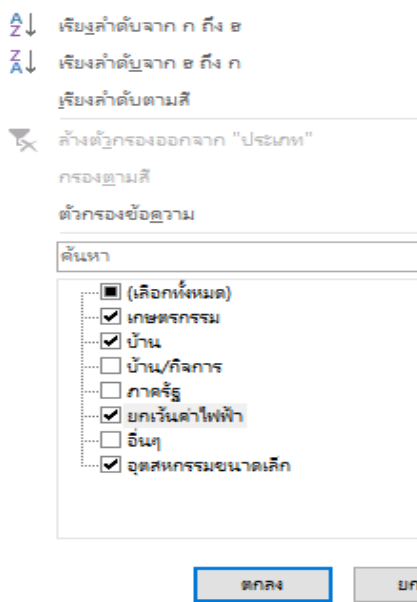 เรียงลำดับจาก ก ถึง ฮ
เรียงลำดับจาก ฮ ถึง ก
เรียงลำดับตามสี
ล้างตัวกรองออกจาก "ประเภท"
กรองตามสี
ตัวกรองข้อความ
ค้นหา
(เลือกทั้งหมด)
เกษตรกรรม
บ้าน
บ้าน/กิจการ
ภาครัฐ
ยกเว้นค่าไฟฟ้า
อื่นๆ
อุตสหกรรมขนาดเล็ก
ตกลง